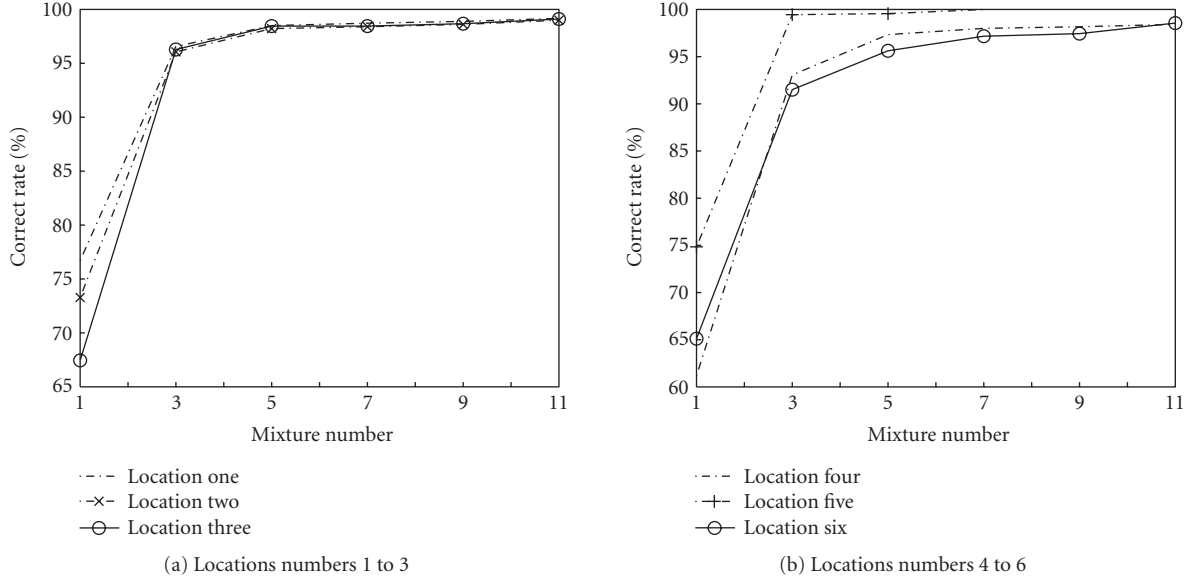 100
95
90
85
80
75
70
65
Correct rate (%)
1 3 5 7 9 11
Mixture number
Location one
Location two
Location three
(a) Locations numbers 1 to 3
100
95
90
85
80
75
70
65
60
Correct rate (%)
1 3 5 7 9 11
Mixture number
Location four
Location five
Location six
(b) Locations numbers 4 to 6